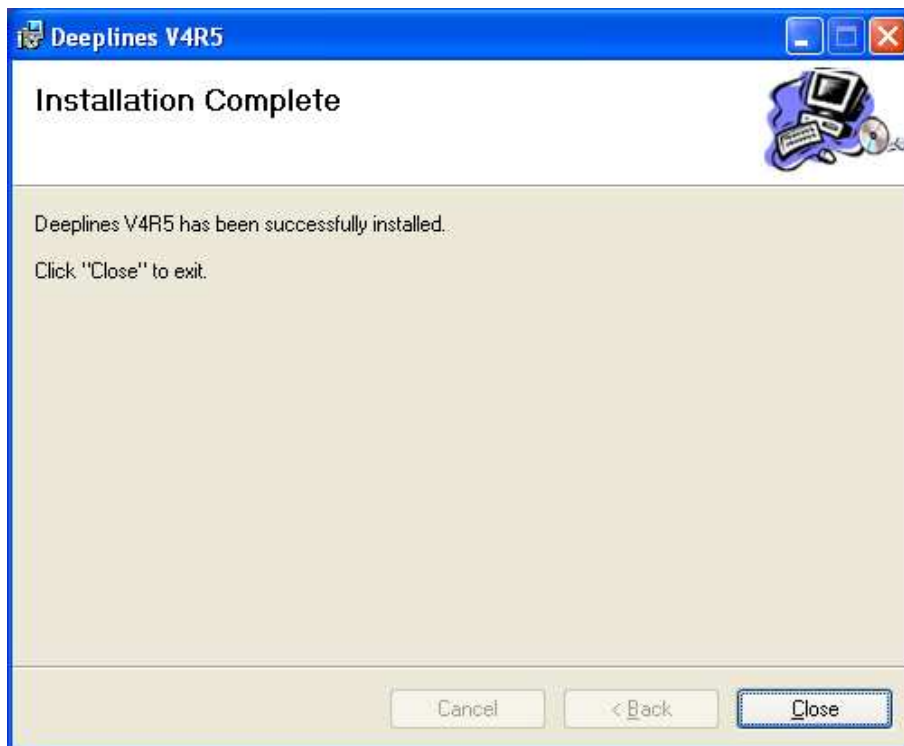 Deeplines V4R5
Installation Complete
Deeplines V4R5 has been successfully installed.
Click "Close" to exit.
Cancel
< Back
Close